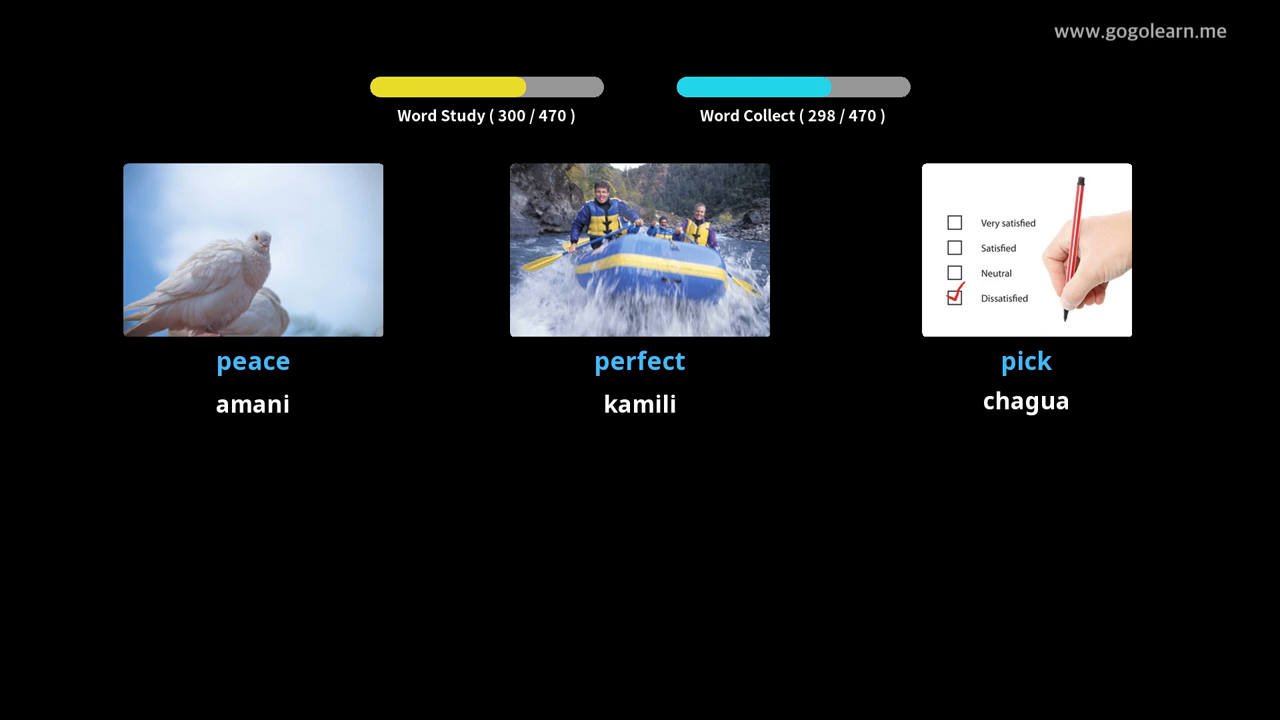 www.gogolearn.me
Word Study ( 300 / 470 )
Word Collect ( 298 / 470 )
Very satisfied
Satisfied
Neutral
Dissatisfied
peace
perfect
pick
amani
kamili
chagua